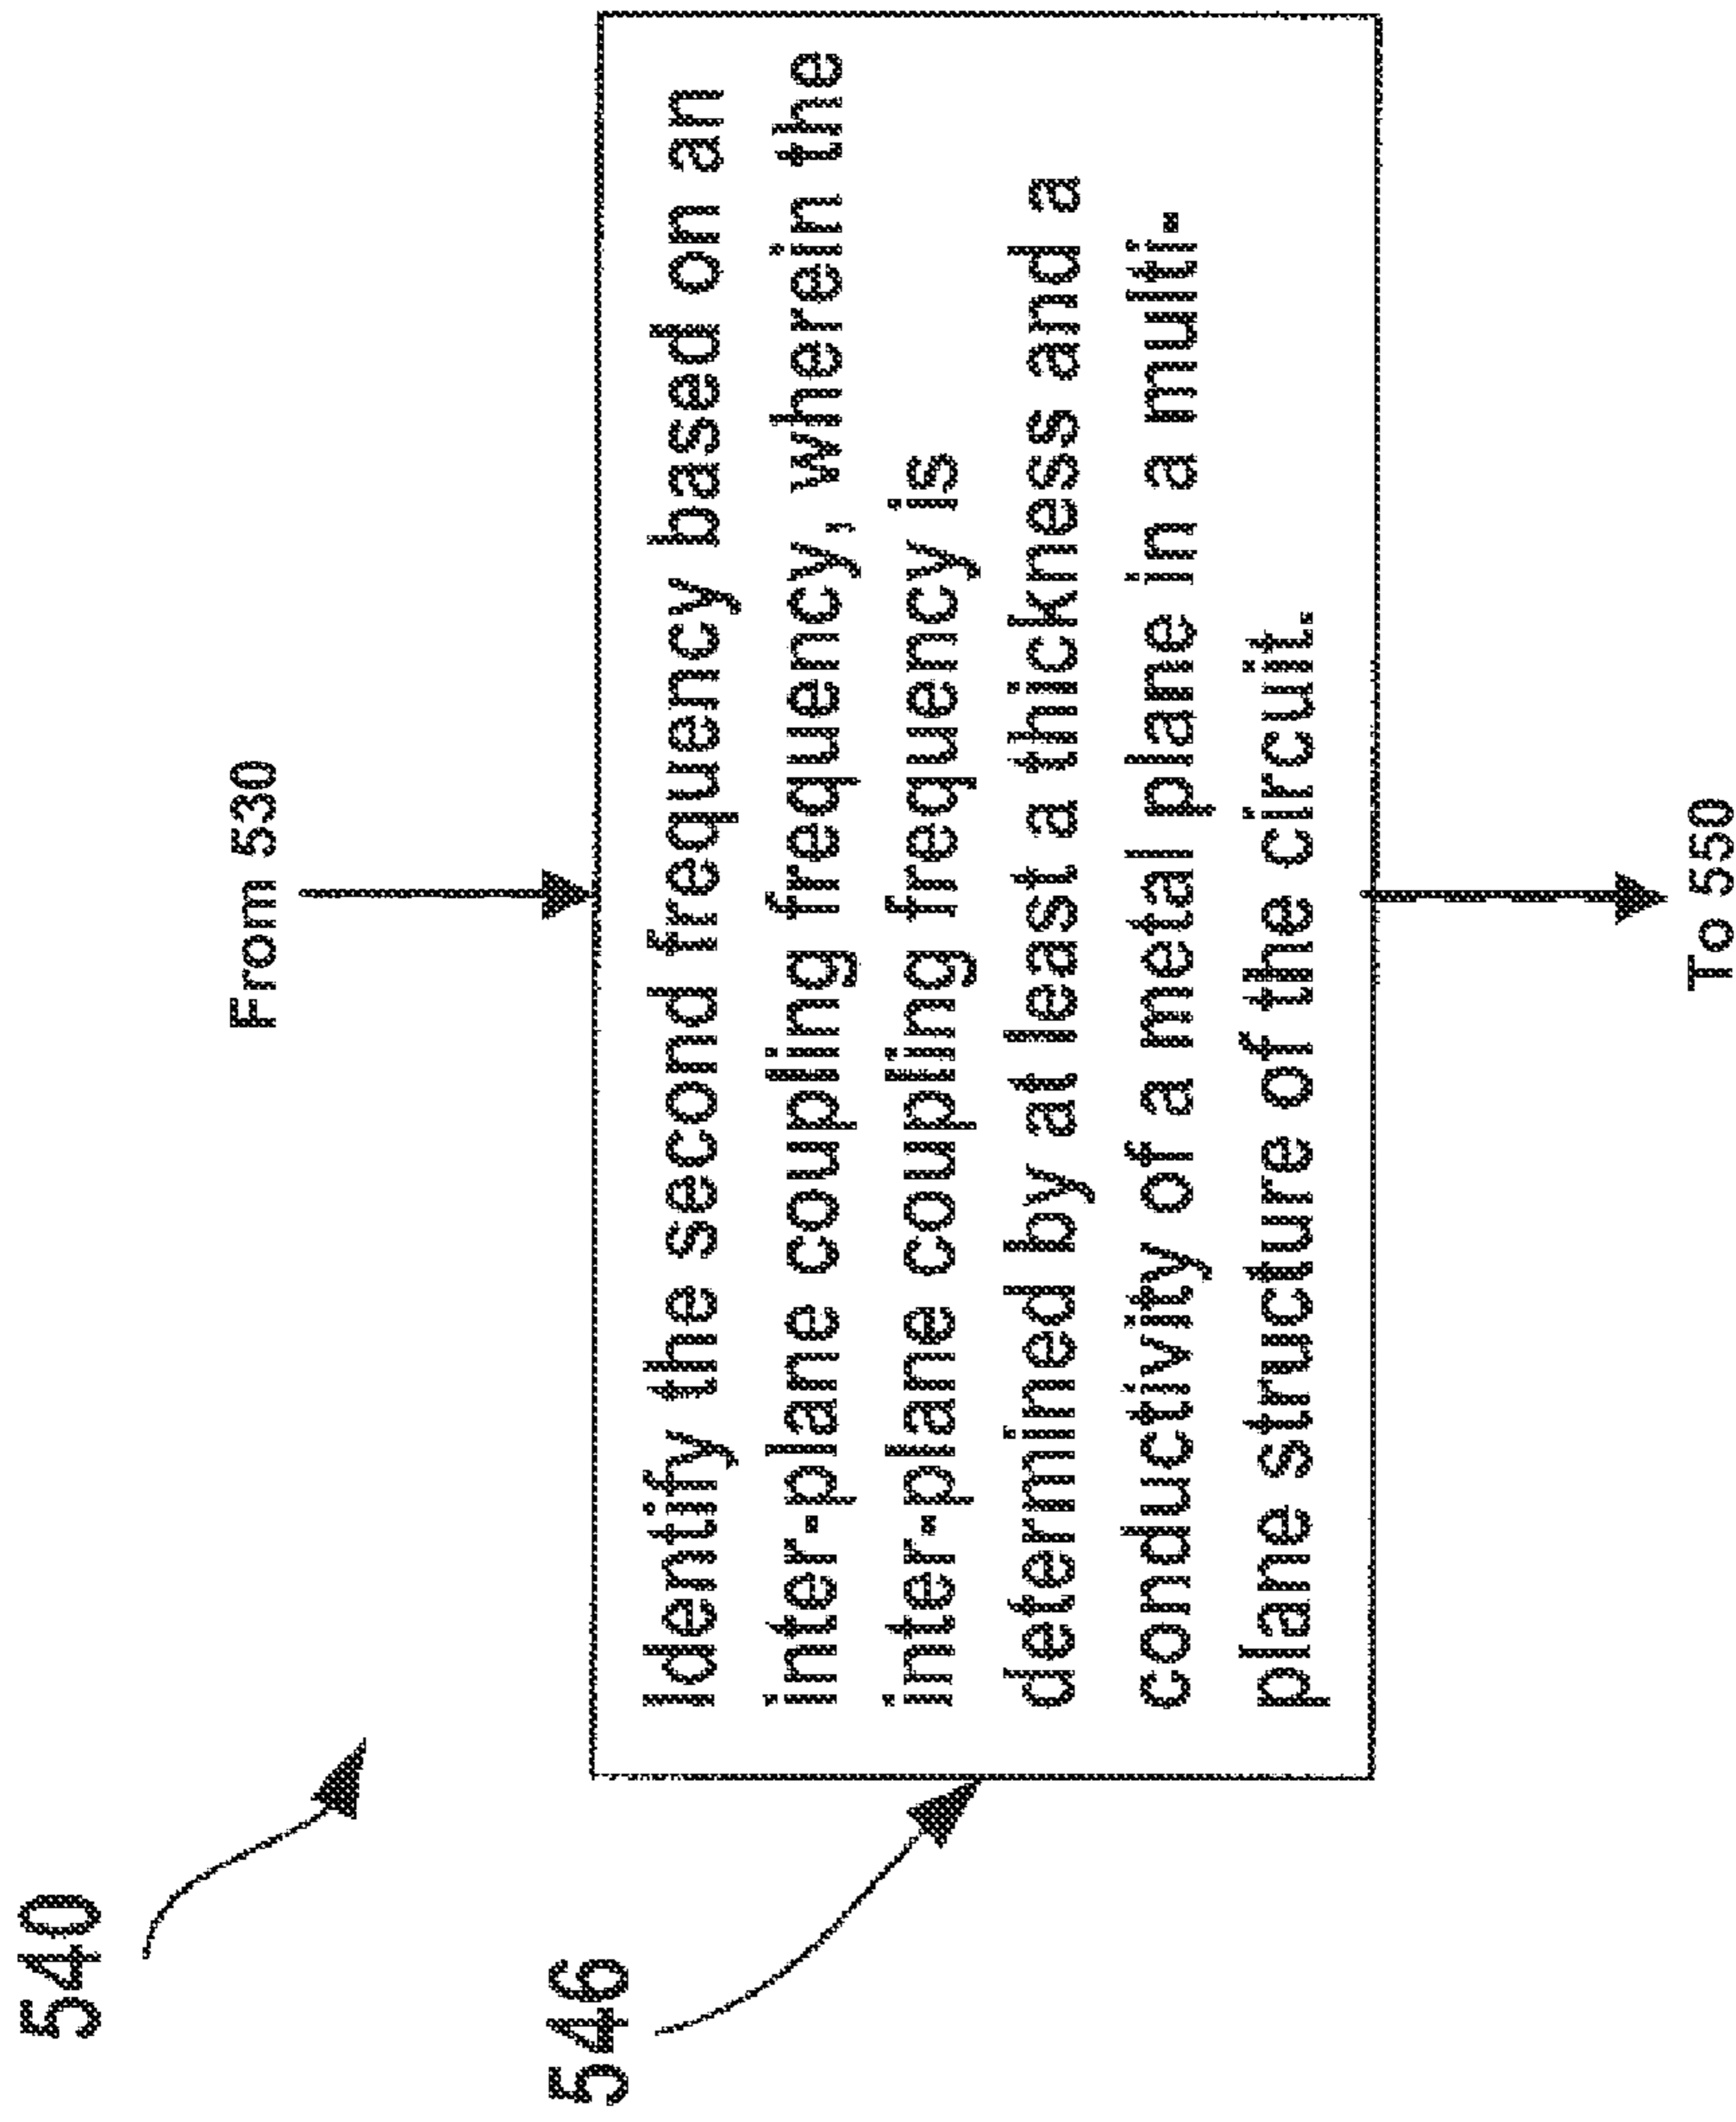 540
From 530
546
Identify the second frequency based on an
inter-plane coupling frequency, wherein the
inter-plane coupling frequency is
determined by at least a thickness and a
conductivity of a metal plane in a multi-
plane structure of the circuit.
To 550